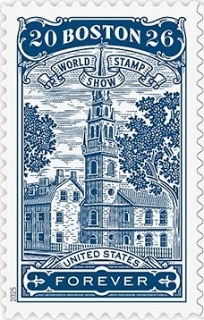 20 BOSTON 26
WORLD STAMP
SHOW
UNITED STATES
FOREVER
2025